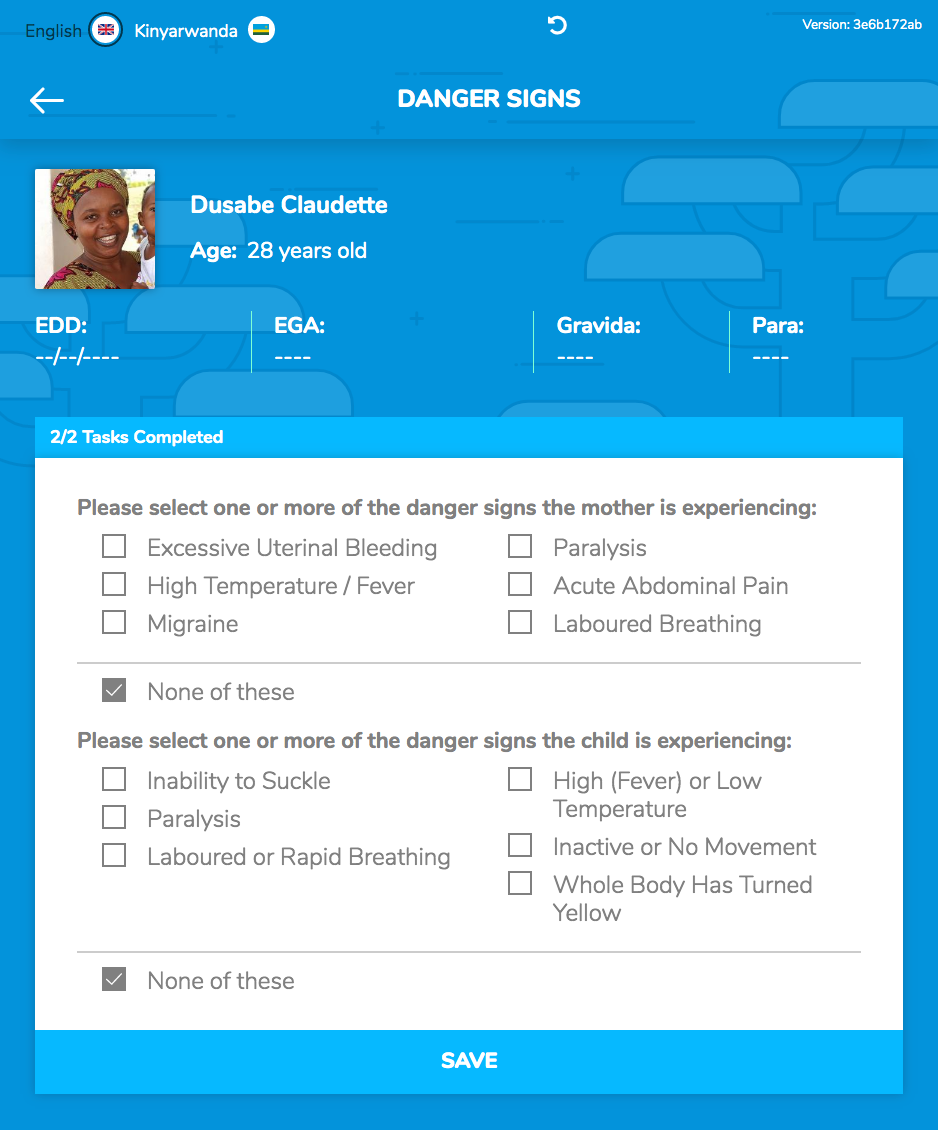 English Kinyarwanda Version: 3e6b172ab
DANGER SIGNS
Dusabe Claudette
Age: 28 years old
EDD: EGA: Gravida: Para:
--/--/---- ---- ---- ----
2/2 Tasks Completed
Please select one or more of the danger signs the mother is experiencing:
Excessive Uterinal Bleeding Paralysis
High Temperature / Fever Acute Abdominal Pain
Migraine Laboured Breathing
None of these
Please select one or more of the danger signs the child is experiencing:
Inability to Suckle
Paralysis
Laboured or Rapid Breathing
High (Fever) or Low
Temperature
Inactive or No Movement
Whole Body Has Turned
Yellow
None of these
SAVE